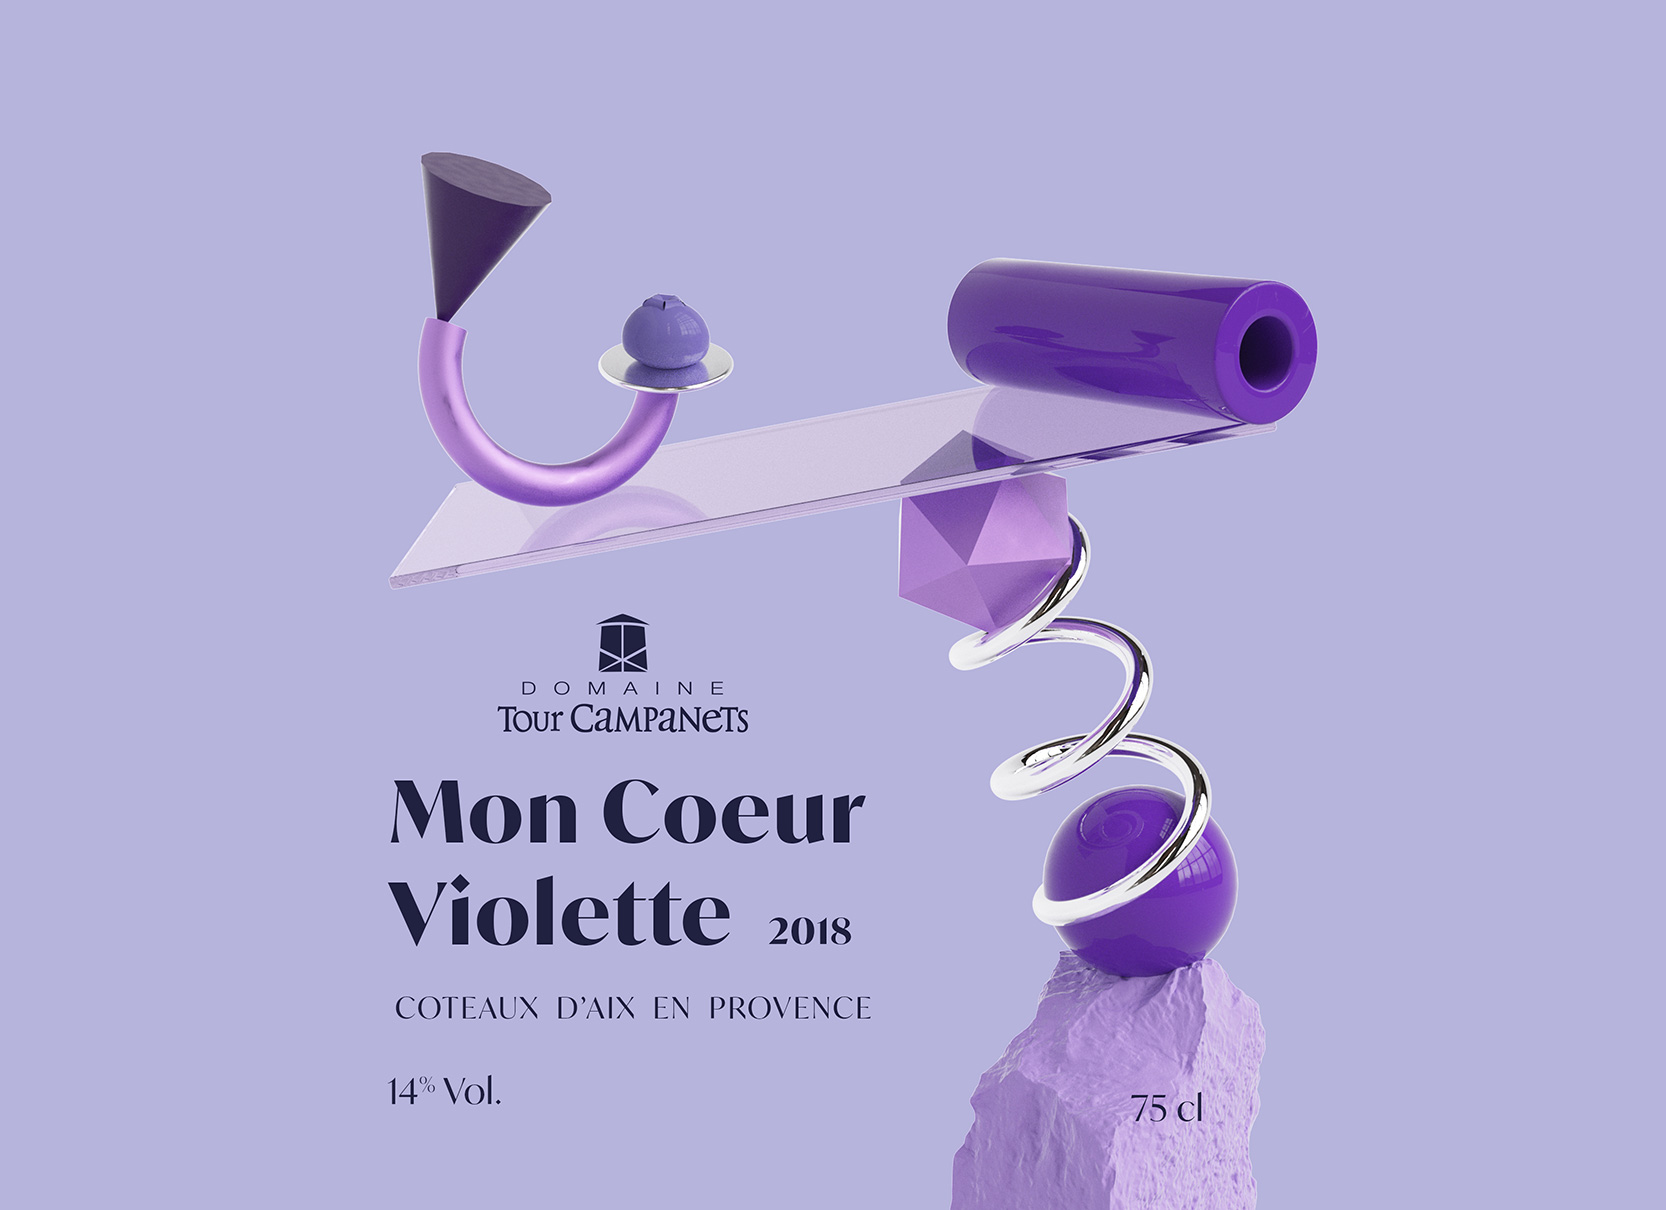 DOMAINE
Tour CaMPaNeTs
Mon Coeur
Violette 2018
COTEAUX D'AIX EN PROVENCE
14% Vol.
75 cl